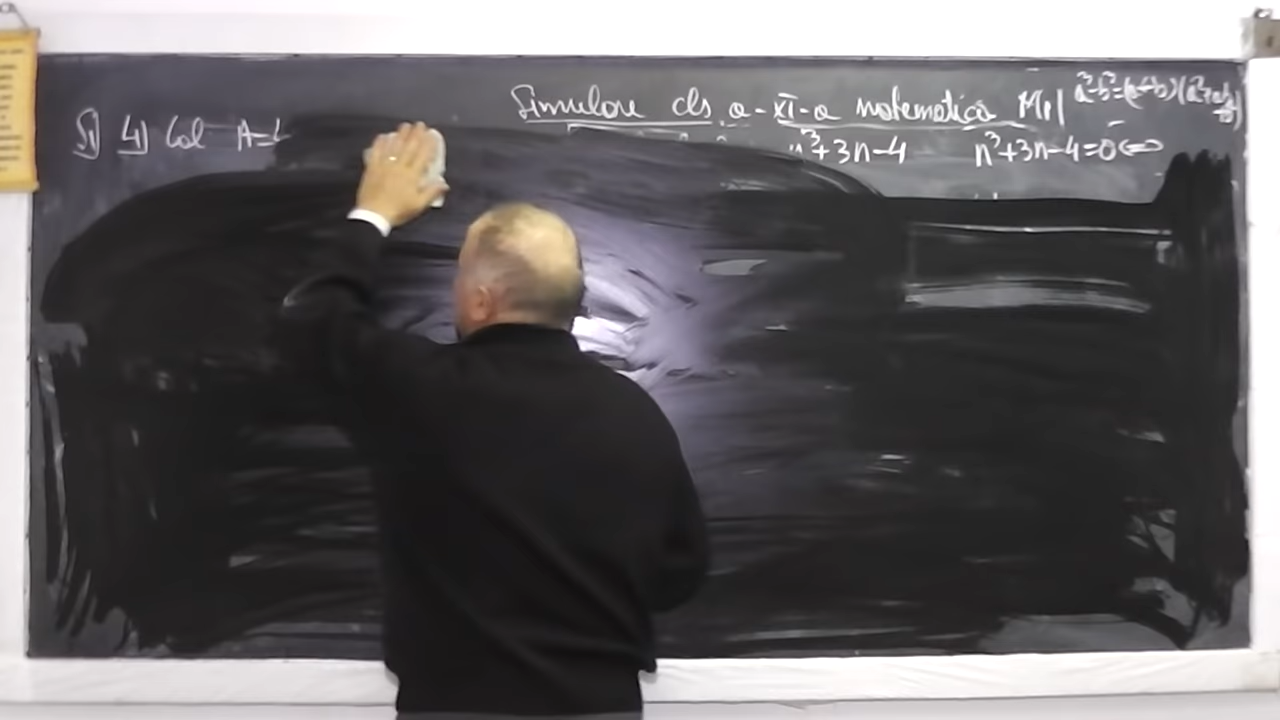 Simulare cls a-XI-a matematică M1
a³-b³=(a-b)(a²+ab+b²)
S1 4) Cal A=
n³+3n-4 n³+3n-4=0⇔